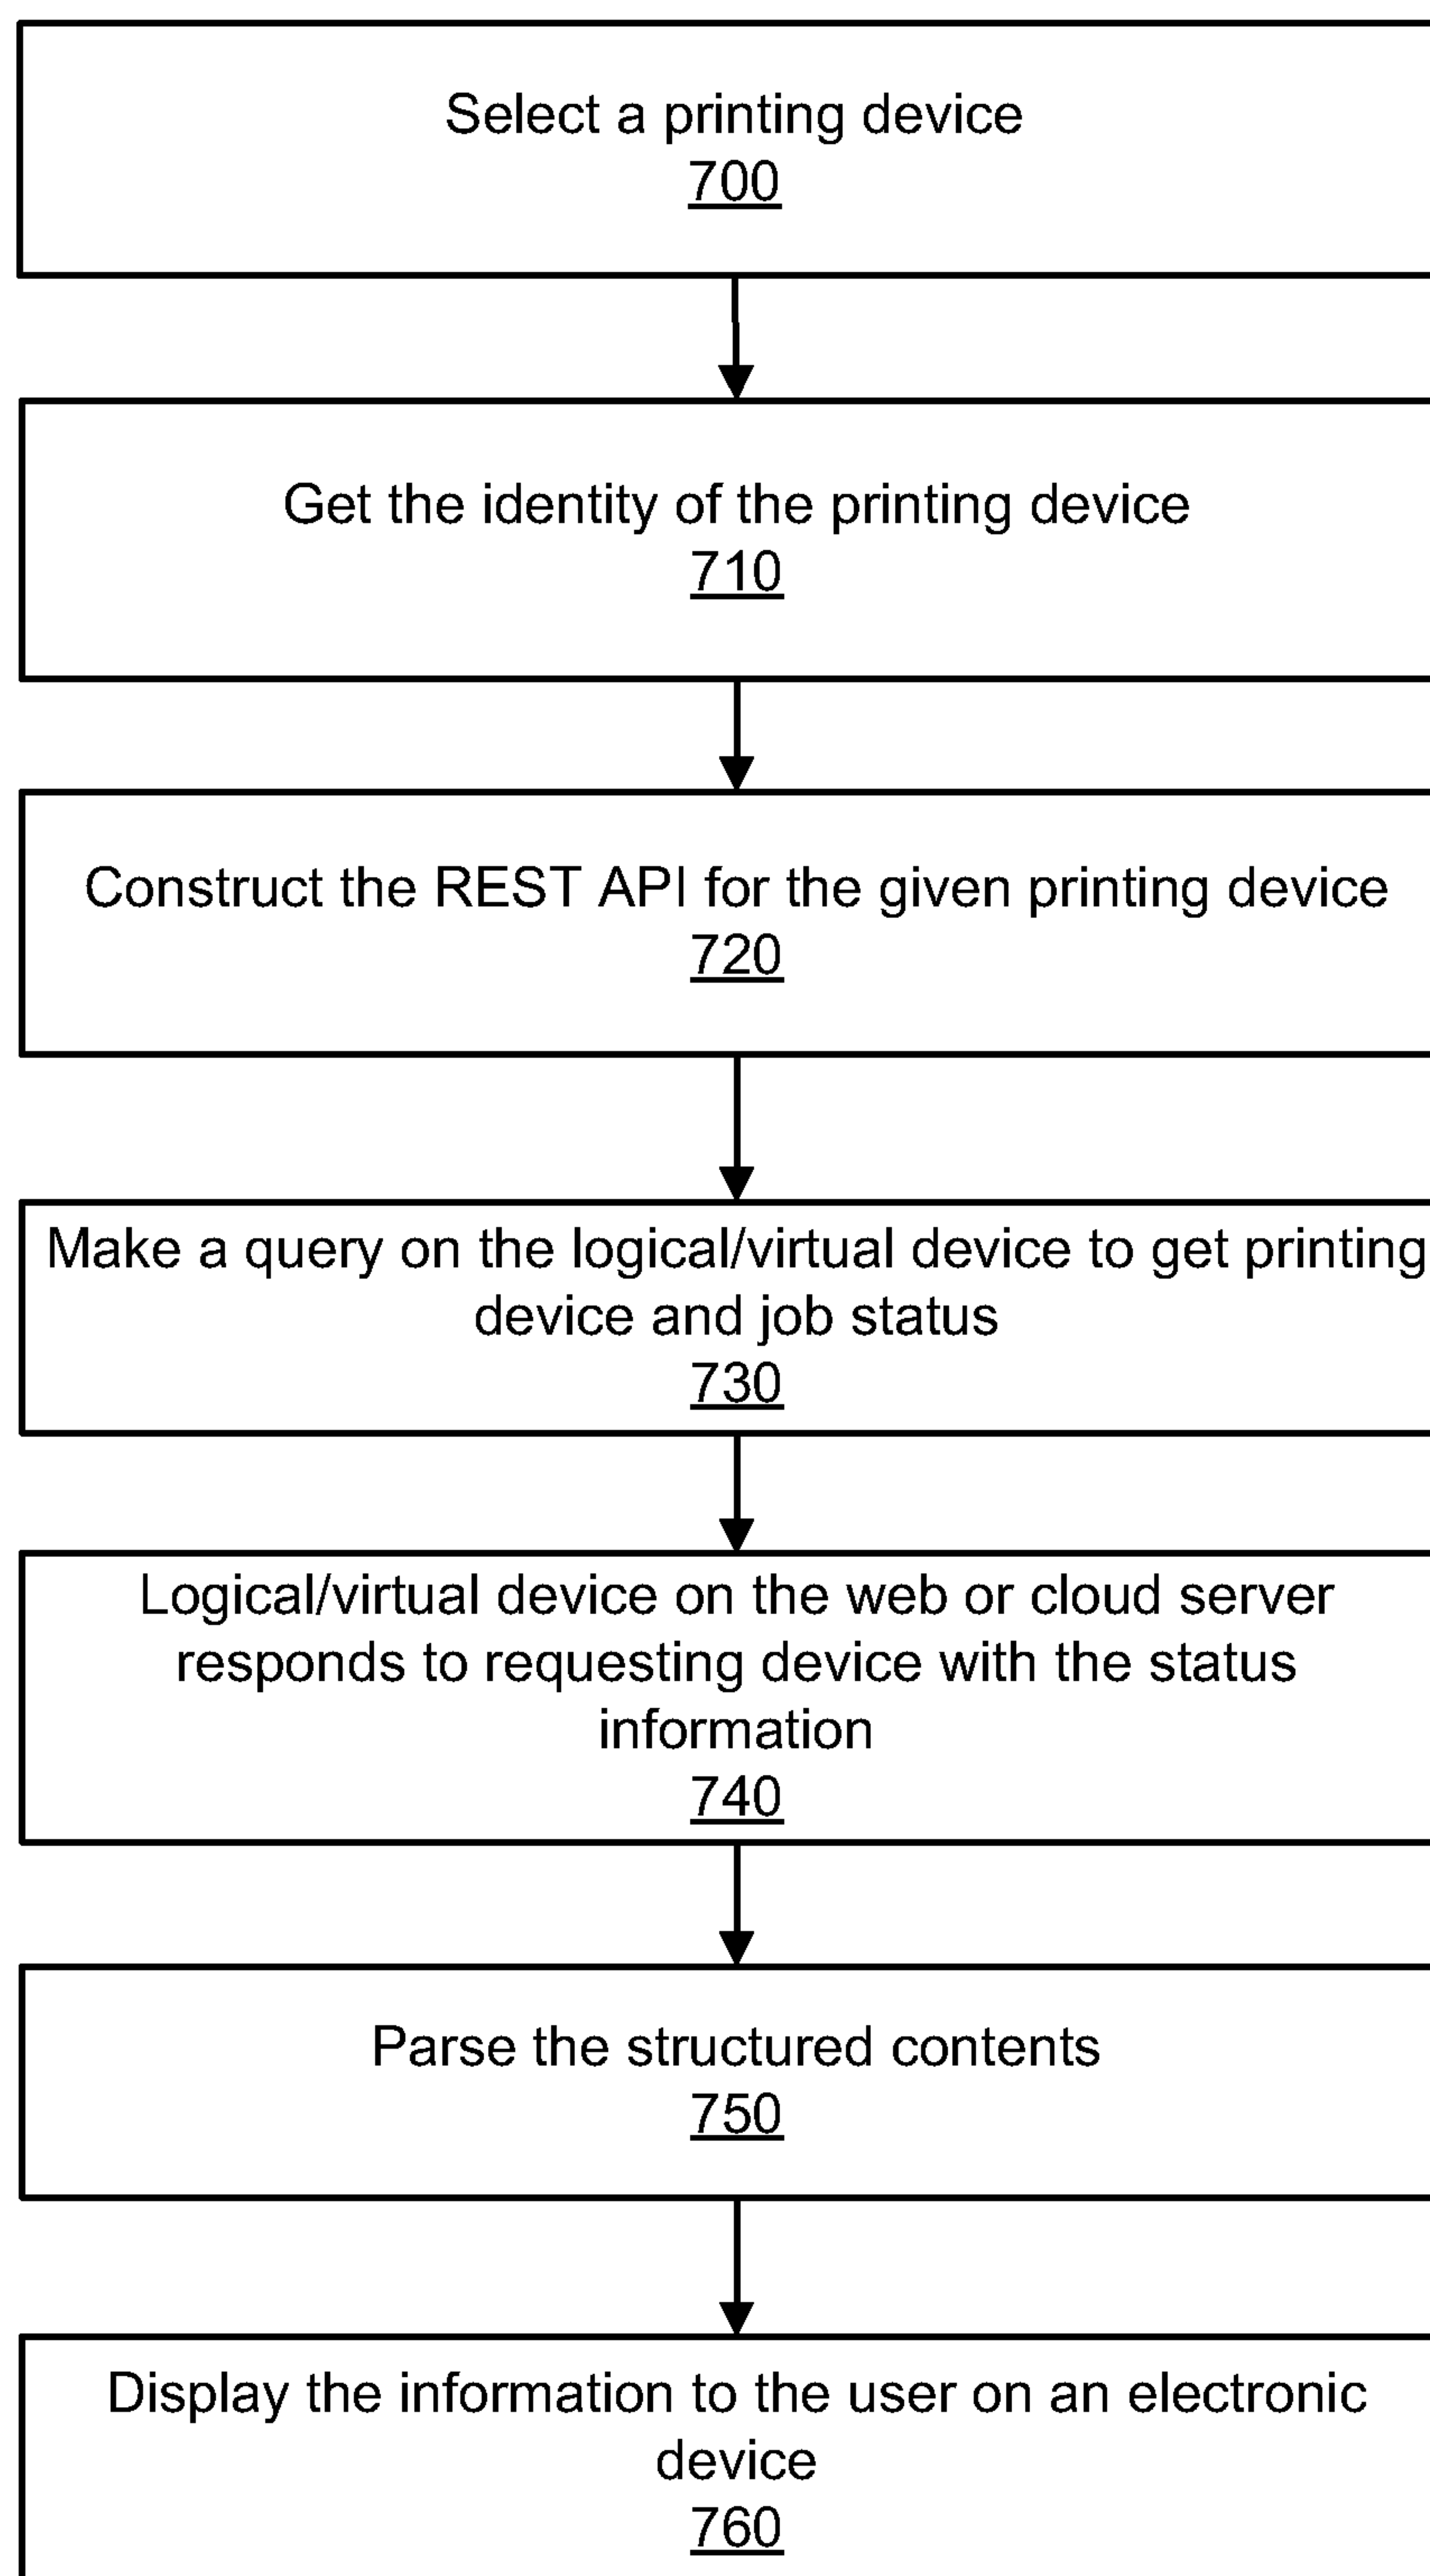 Select a printing device
700
Get the identity of the printing device
710
Construct the REST API for the given printing device
720
Make a query on the logical/virtual device to get printing
device and job status
730
Logical/virtual device on the web or cloud server
responds to requesting device with the status
information
740
Parse the structured contents
750
Display the information to the user on an electronic
device
760